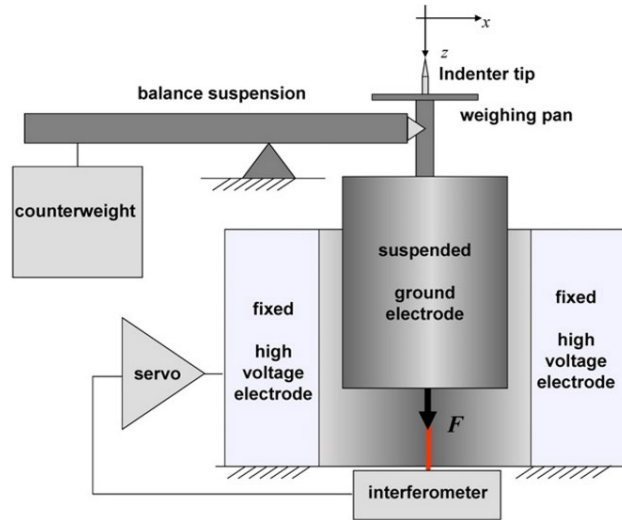 x
z
Indenter tip
balance suspension
weighing pan
counterweight
suspended
ground
electrode
fixed
high
voltage
electrode
fixed
high
voltage
electrode
servo
F
interferometer